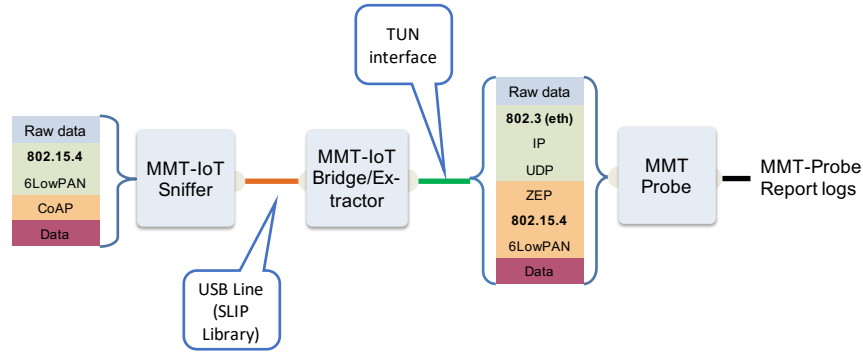 TUN
interface
Raw data
802.15.4
6LowPAN
CoAP
Data
MMT-IoT
Sniffer
MMT-IoT
Bridge/Ex-
tractor
USB Line
(SLIP
Library)
Raw data
802.3 (eth)
IP
UDP
ZEP
802.15.4
6LowPAN
Data
MMT
Probe
MMT-Probe
Report logs